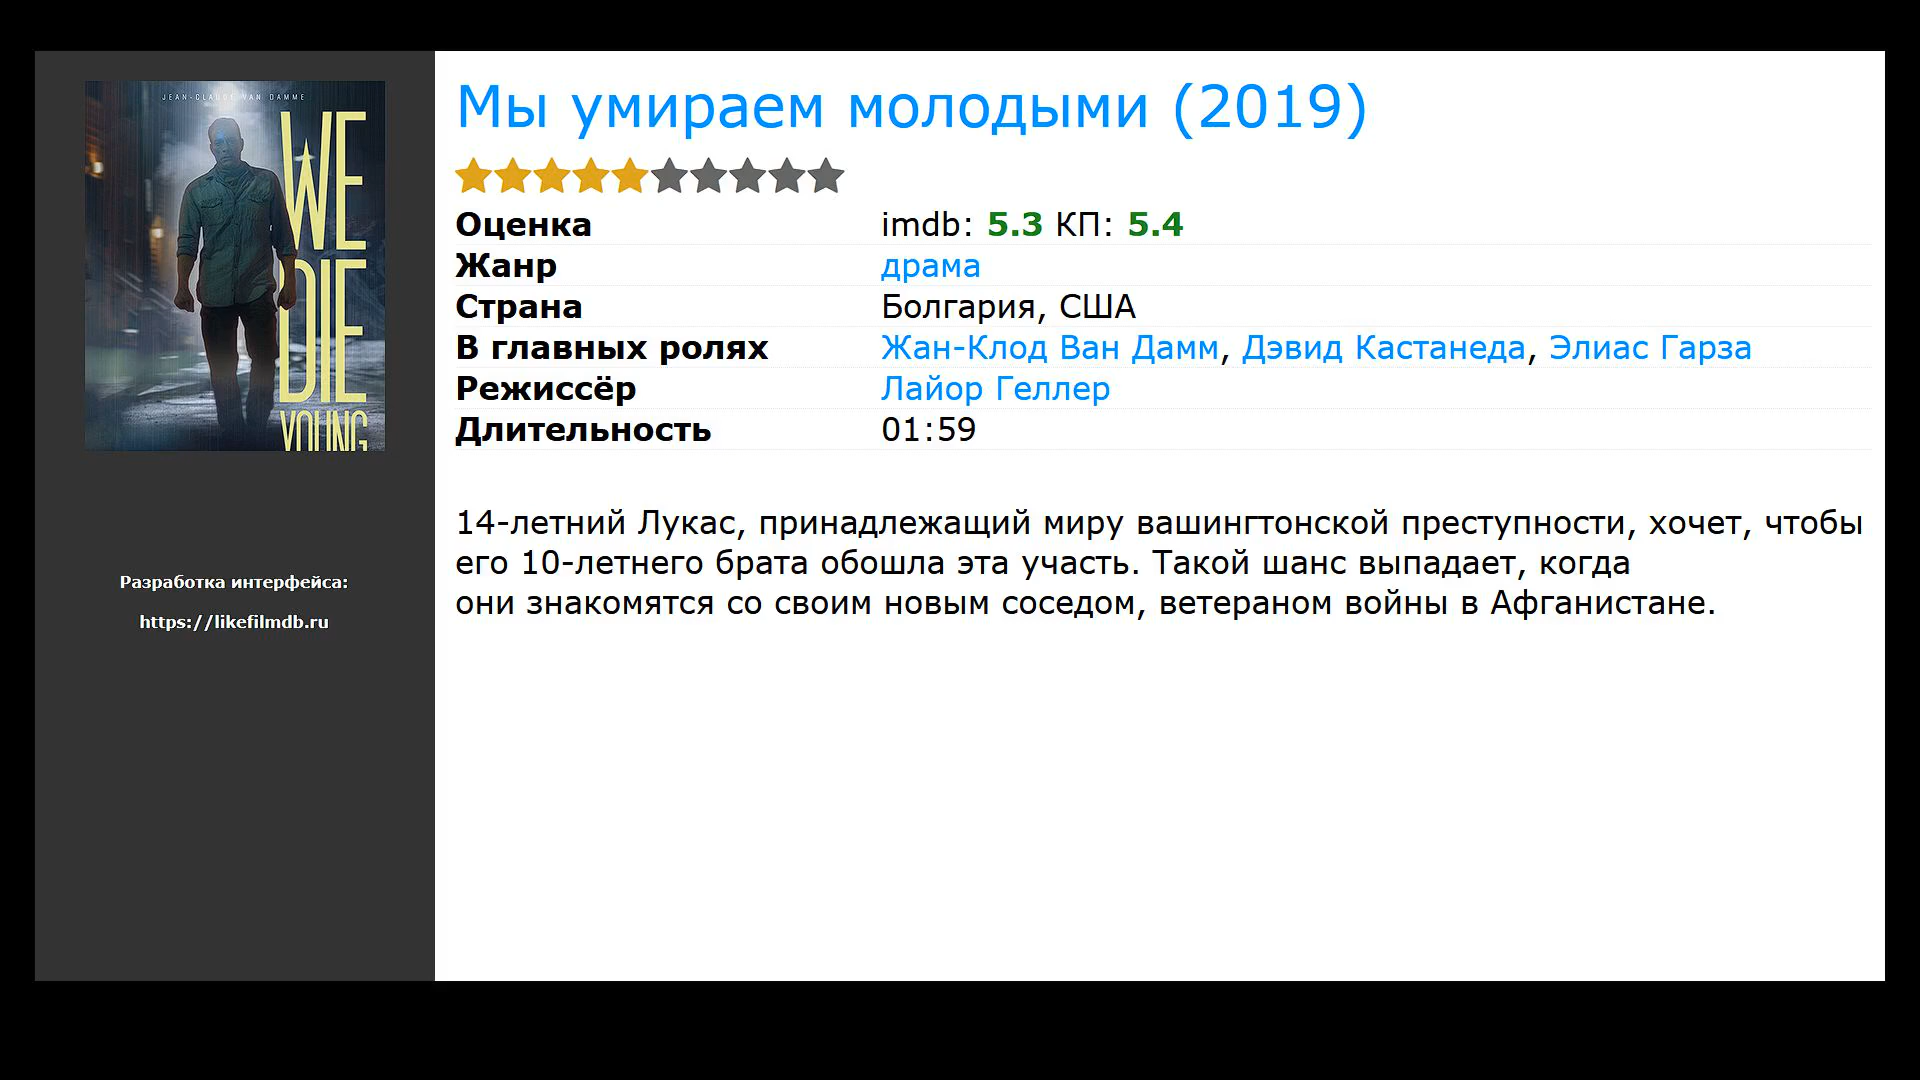 JEAN-CLAUDE VAN DAMME
WE
DIE
YOUNG
Разработка интерфейса:
https://likefilmdb.ru
Мы умираем молодыми (2019)
Оценка imdb: 5.3 КП: 5.4
Жанр драма
Страна Болгария, США
В главных ролях Жан-Клод Ван Дамм, Дэвид Кастанеда, Элиас Гарза
Режиссёр Лайор Геллер
Длительность 01:59
14-летний Лукас, принадлежащий миру вашингтонской преступности, хочет, чтобы
его 10-летнего брата обошла эта участь. Такой шанс выпадает, когда
они знакомятся со своим новым соседом, ветераном войны в Афганистане.